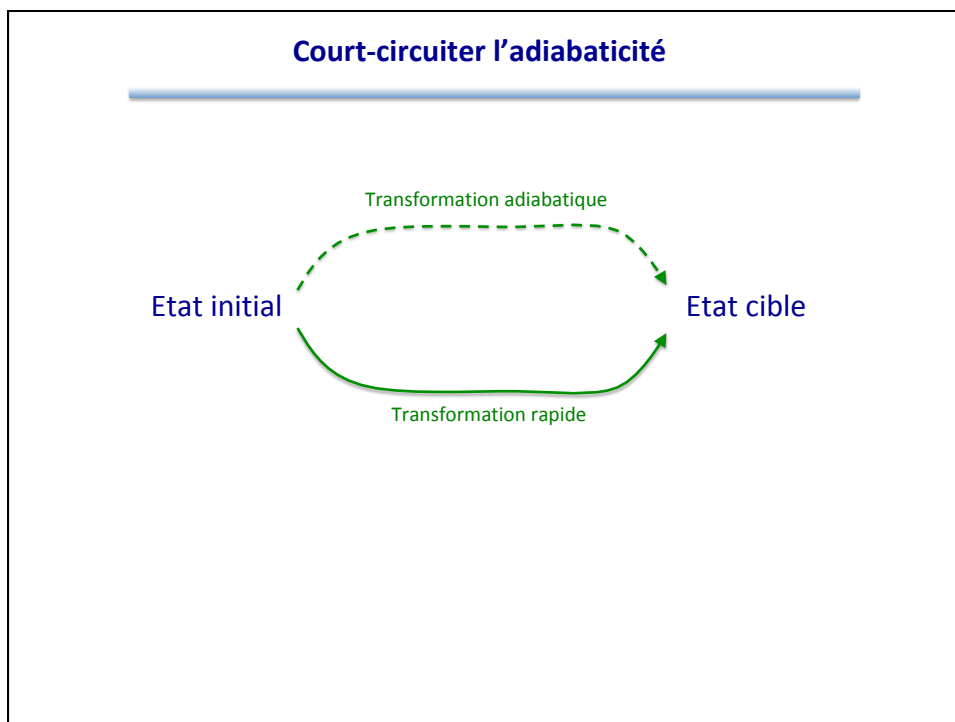 Court-circuiter l’adiabaticité
Transformation adiabatique
Etat initial
Etat cible
Transformation rapide